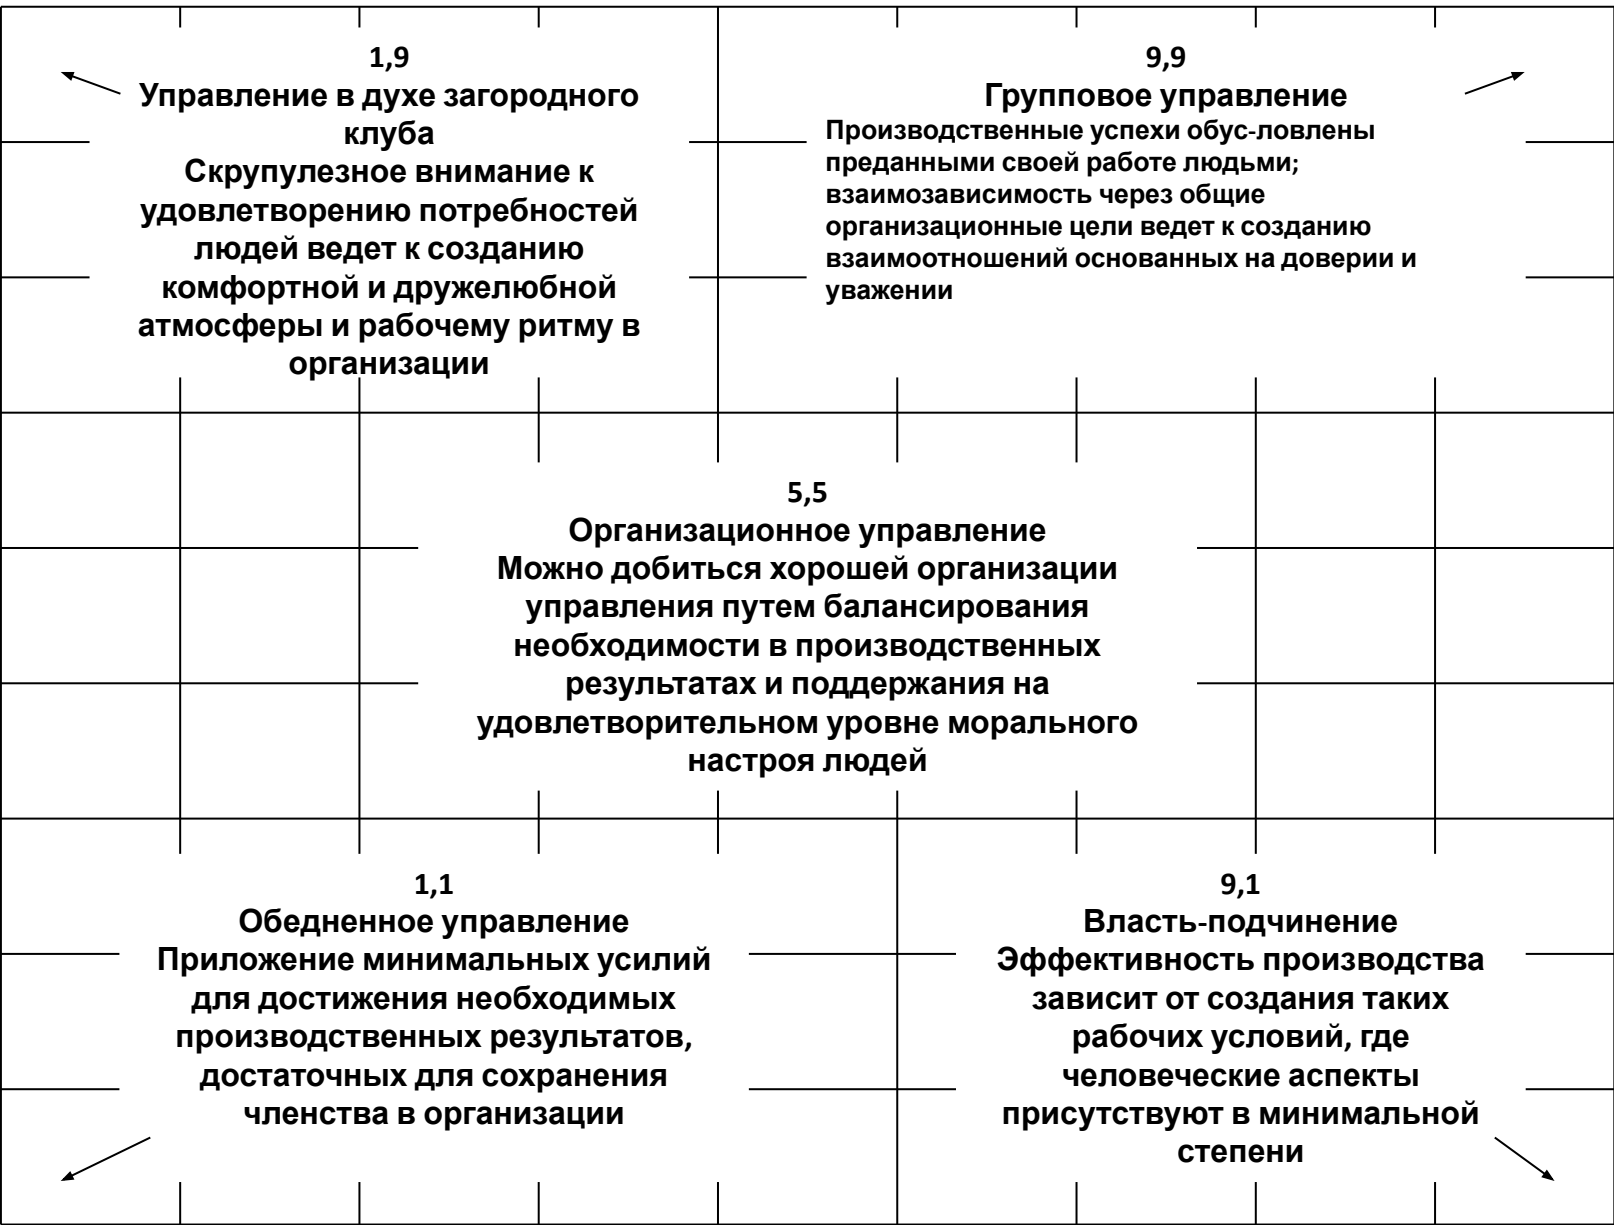 1,9
Управление в духе загородного
клуба
Скрупулезное внимание к
удовлетворению потребностей
людей ведет к созданию
комфортной и дружелюбной
атмосферы и рабочему ритму в
организации
9,9
Групповое управление
Производственные успехи обус-ловлены
преданными своей работе людьми;
взаимозависимость через общие
организационные цели ведет к созданию
взаимоотношений основанных на доверии и
уважении
5,5
Организационное управление
Можно добиться хорошей организации
управления путем балансирования
необходимости в производственных
результатах и поддержания на
удовлетворительном уровне морального
настроя людей
1,1
Обедненное управление
Приложение минимальных усилий
для достижения необходимых
производственных результатов,
достаточных для сохранения
членства в организации
9,1
Власть-подчинение
Эффективность производства
зависит от создания таких
рабочих условий, где
человеческие аспекты
присутствуют в минимальной
степени